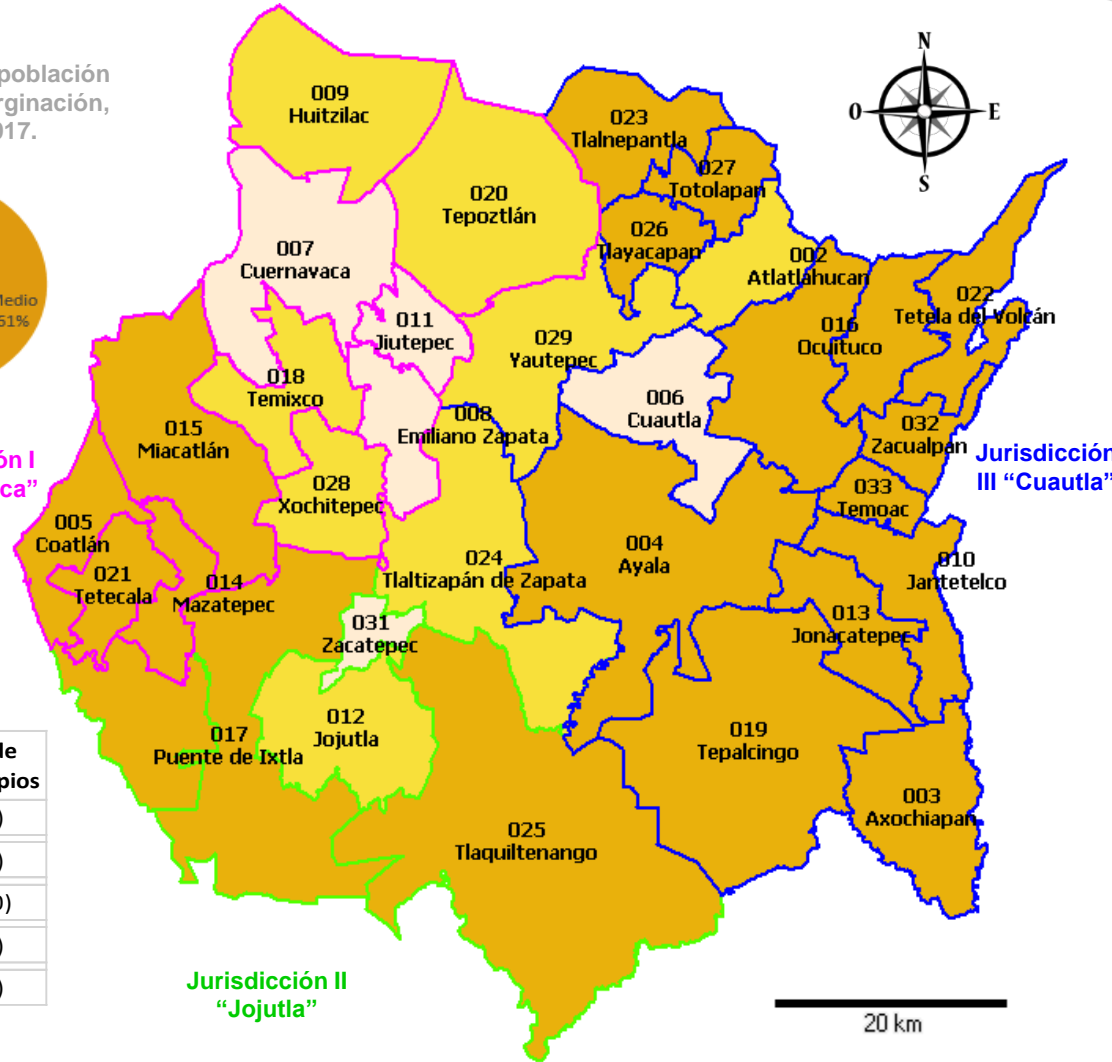 población
rginación,
017.
Medio
51%
N
O
E
S
009
Huitzilac
023
Tlalnepantla
027
Totolapan
020
Tepoztlán
026
Tlayacapan
007
Cuernavaca
002
Atlatlahucan
022
Tetela del Volcán
011
Jiutepec
016
Ocuituco
029
Yautepec
018
Temixco
006
Cuautla
008
Emiliano Zapata
015
Miacatlán
032
Zacualpan
ón I
ca”
Jurisdicción
III “Cuautla”
028
Xochitepec
033
Temoac
005
Coatlán
004
Ayala
024
Tlaltizapán de Zapata
010
Jantetelco
021
Tetecala
014
Mazatepec
013
Jonacatepec
031
Zacatepec
012
Jojutla
017
Puente de Ixtla
019
Tepalcingo
de
pios
)
)
0)
)
)
003
Axochiapan
025
Tlaquiltenango
Jurisdicción II
“Jojutla”
20 km